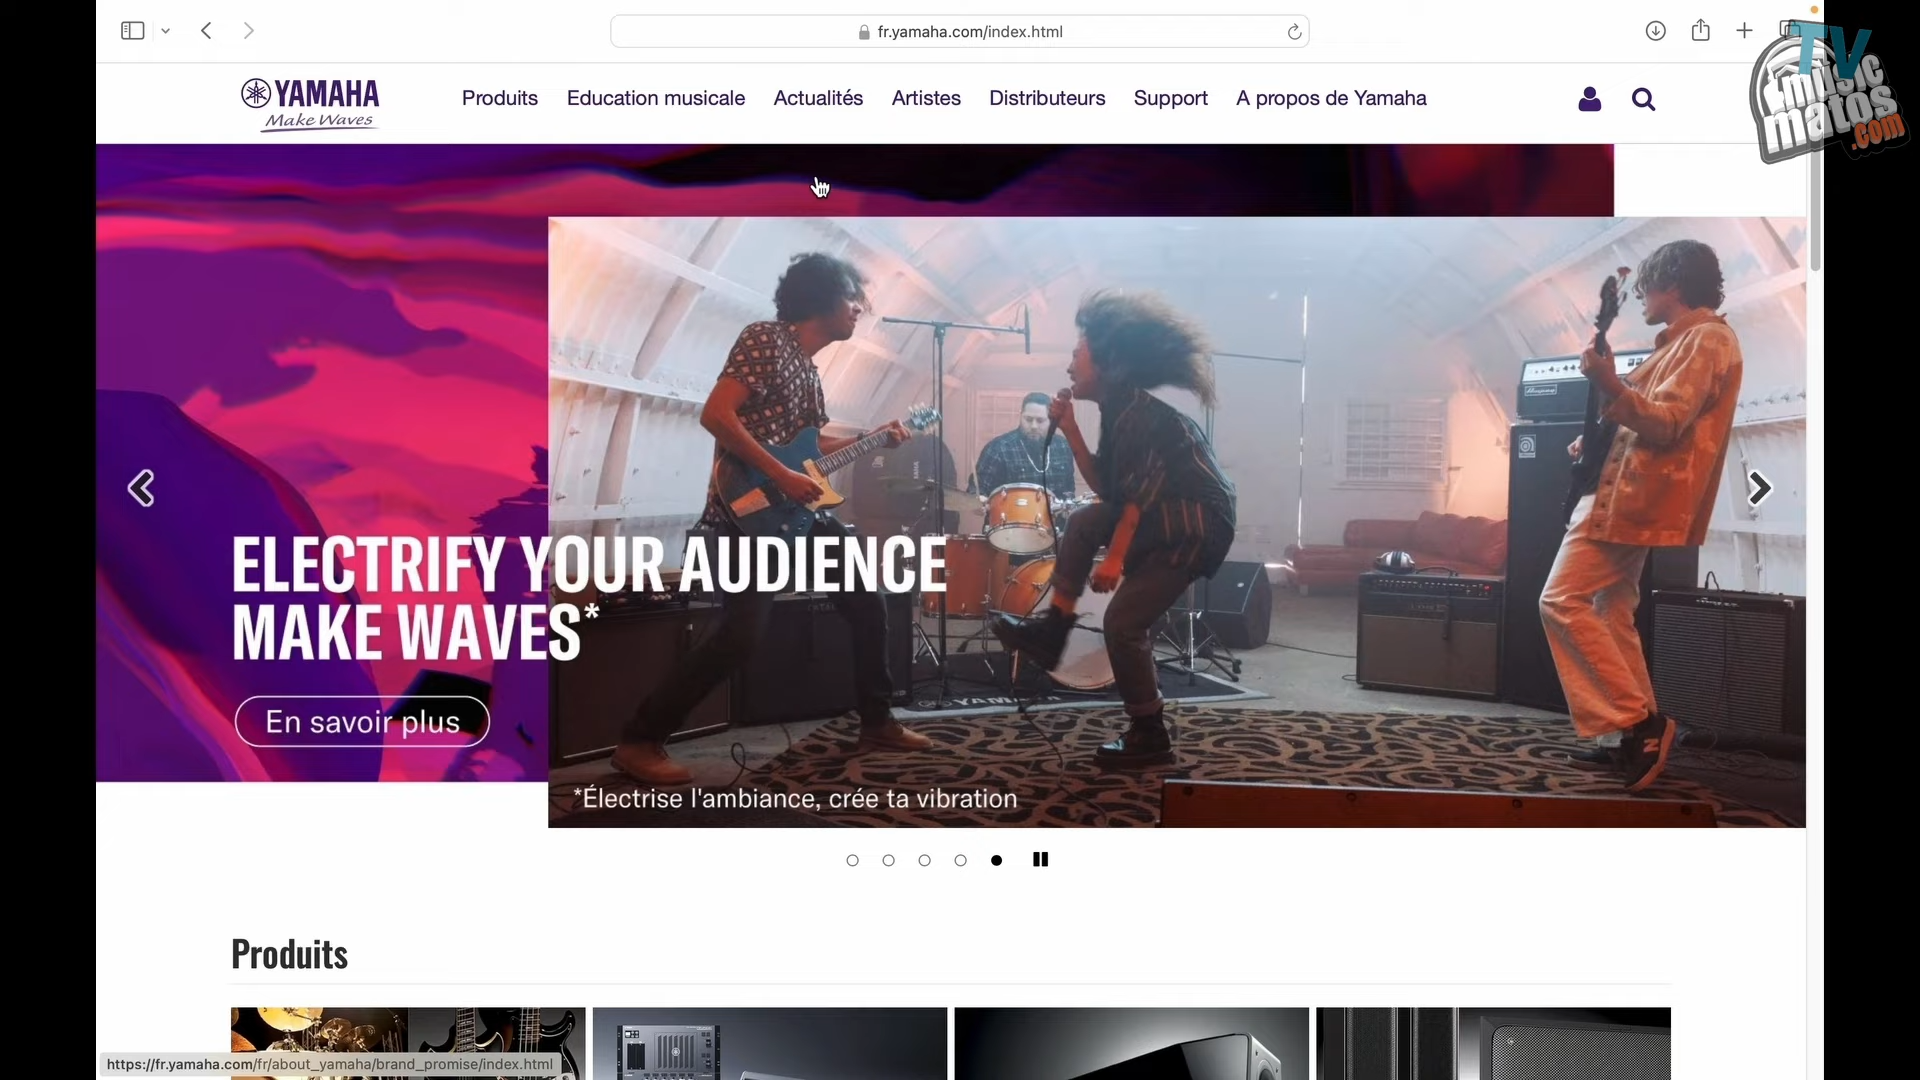 fr.yamaha.com/index.html
TV
music
matos
.com
YAMAHA
Make Waves
Produits
Education musicale
Actualités
Artistes
Distributeurs
Support
A propos de Yamaha
ELECTRIFY YOUR AUDIENCE
MAKE WAVES*
En savoir plus
YAMAHA
*Électrise l'ambiance, crée ta vibration
Produits
https://fr.yamaha.com/fr/about_yamaha/brand_promise/index.html